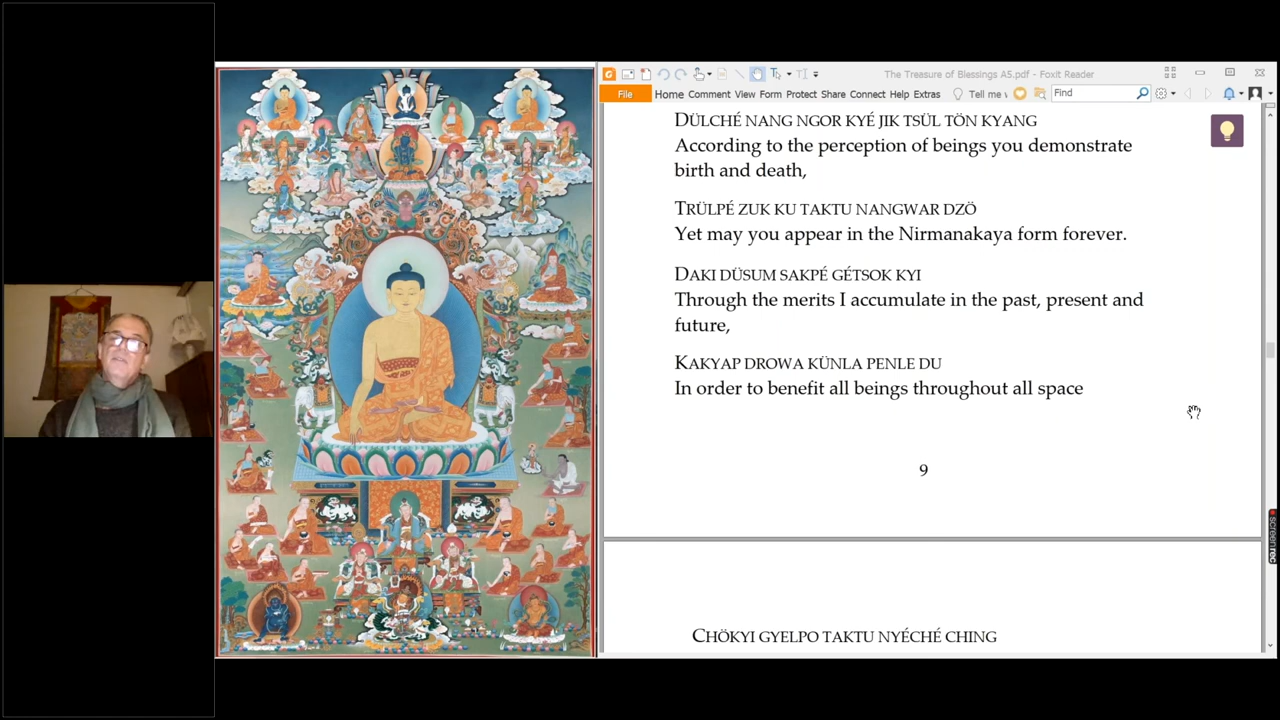 The Treasure of Blessings A5.pdf - Foxit Reader
File Home Comment View Form Protect Share Connect Help Extras Tell me Find
DÜLCHÉ NANG NGOR KYÉ JIK TSÜL TÖN KYANG
According to the perception of beings you demonstrate
birth and death,
TRÜLPÉ ZUK KU TAKTU NANGWAR DZÖ
Yet may you appear in the Nirmanakaya form forever.
DAKI DÜSUM SAKPÉ GÉTSOK KYI
Through the merits I accumulate in the past, present and
future,
KAKYAP DROWA KÜNLA PENLE DU
In order to benefit all beings throughout all space
9
CHÖKYI GYELPO TAKTU NYÉCHÉ CHING
screenrec